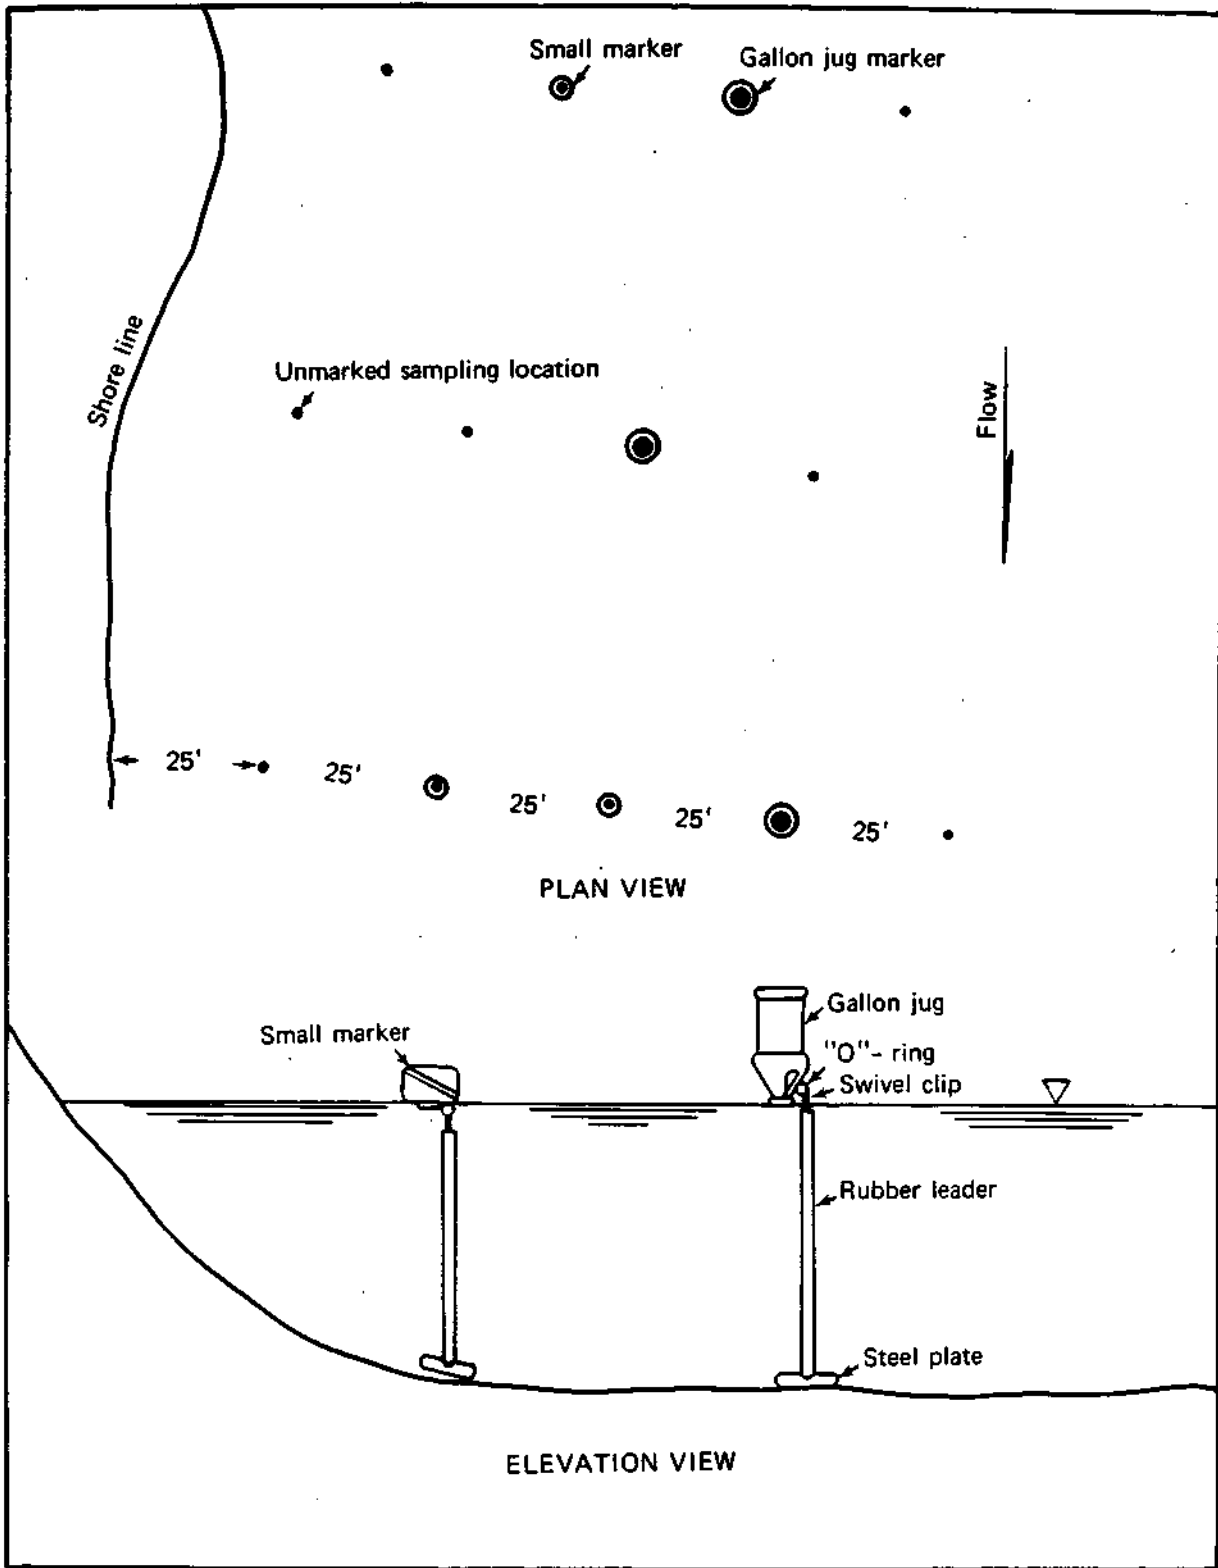 Small marker
Gallon jug marker
Shore line
Unmarked sampling location
Flow
25'
25'
25'
25'
25'
PLAN VIEW
Small marker
Gallon jug
"O"- ring
Swivel clip
Rubber leader
Steel plate
ELEVATION VIEW